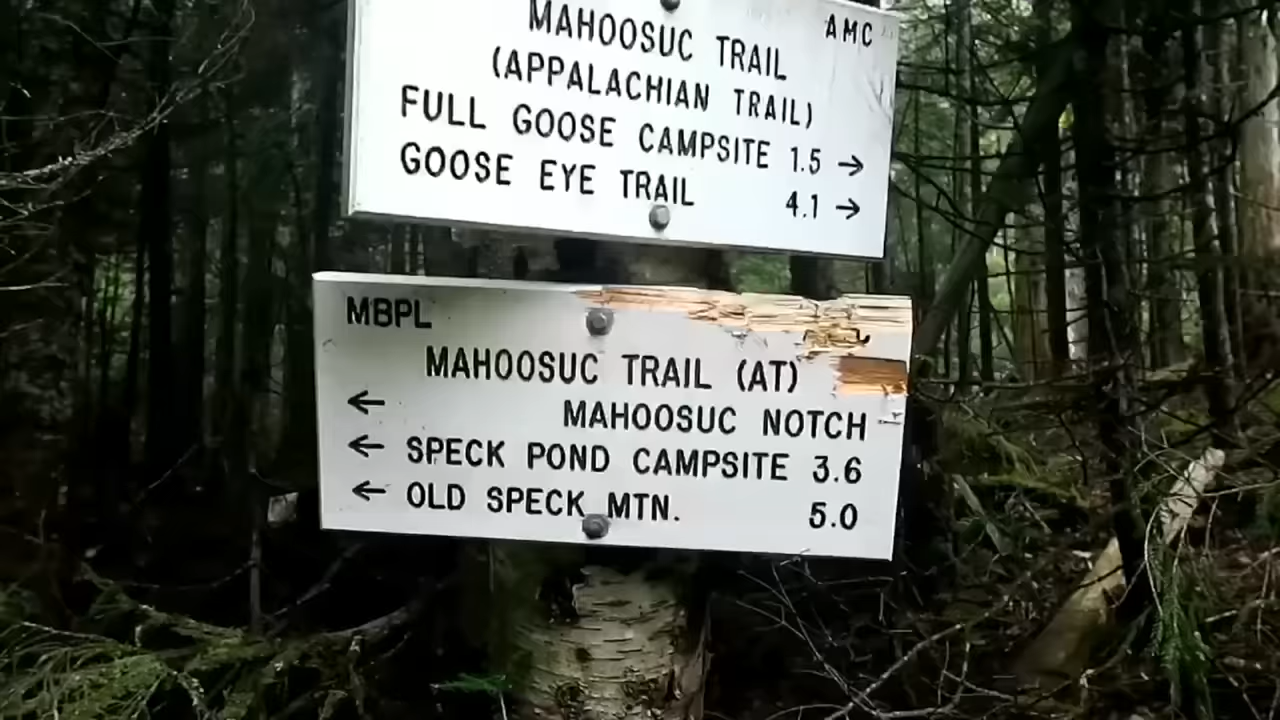 AMC
MAHOOSUC TRAIL
(APPALACHIAN TRAIL)
FULL GOOSE CAMPSITE 1.5 →
GOOSE EYE TRAIL 4.1 →
MBPL
MAHOOSUC TRAIL (AT)
← MAHOOSUC NOTCH
← SPECK POND CAMPSITE 3.6
← OLD SPECK MTN. 5.0